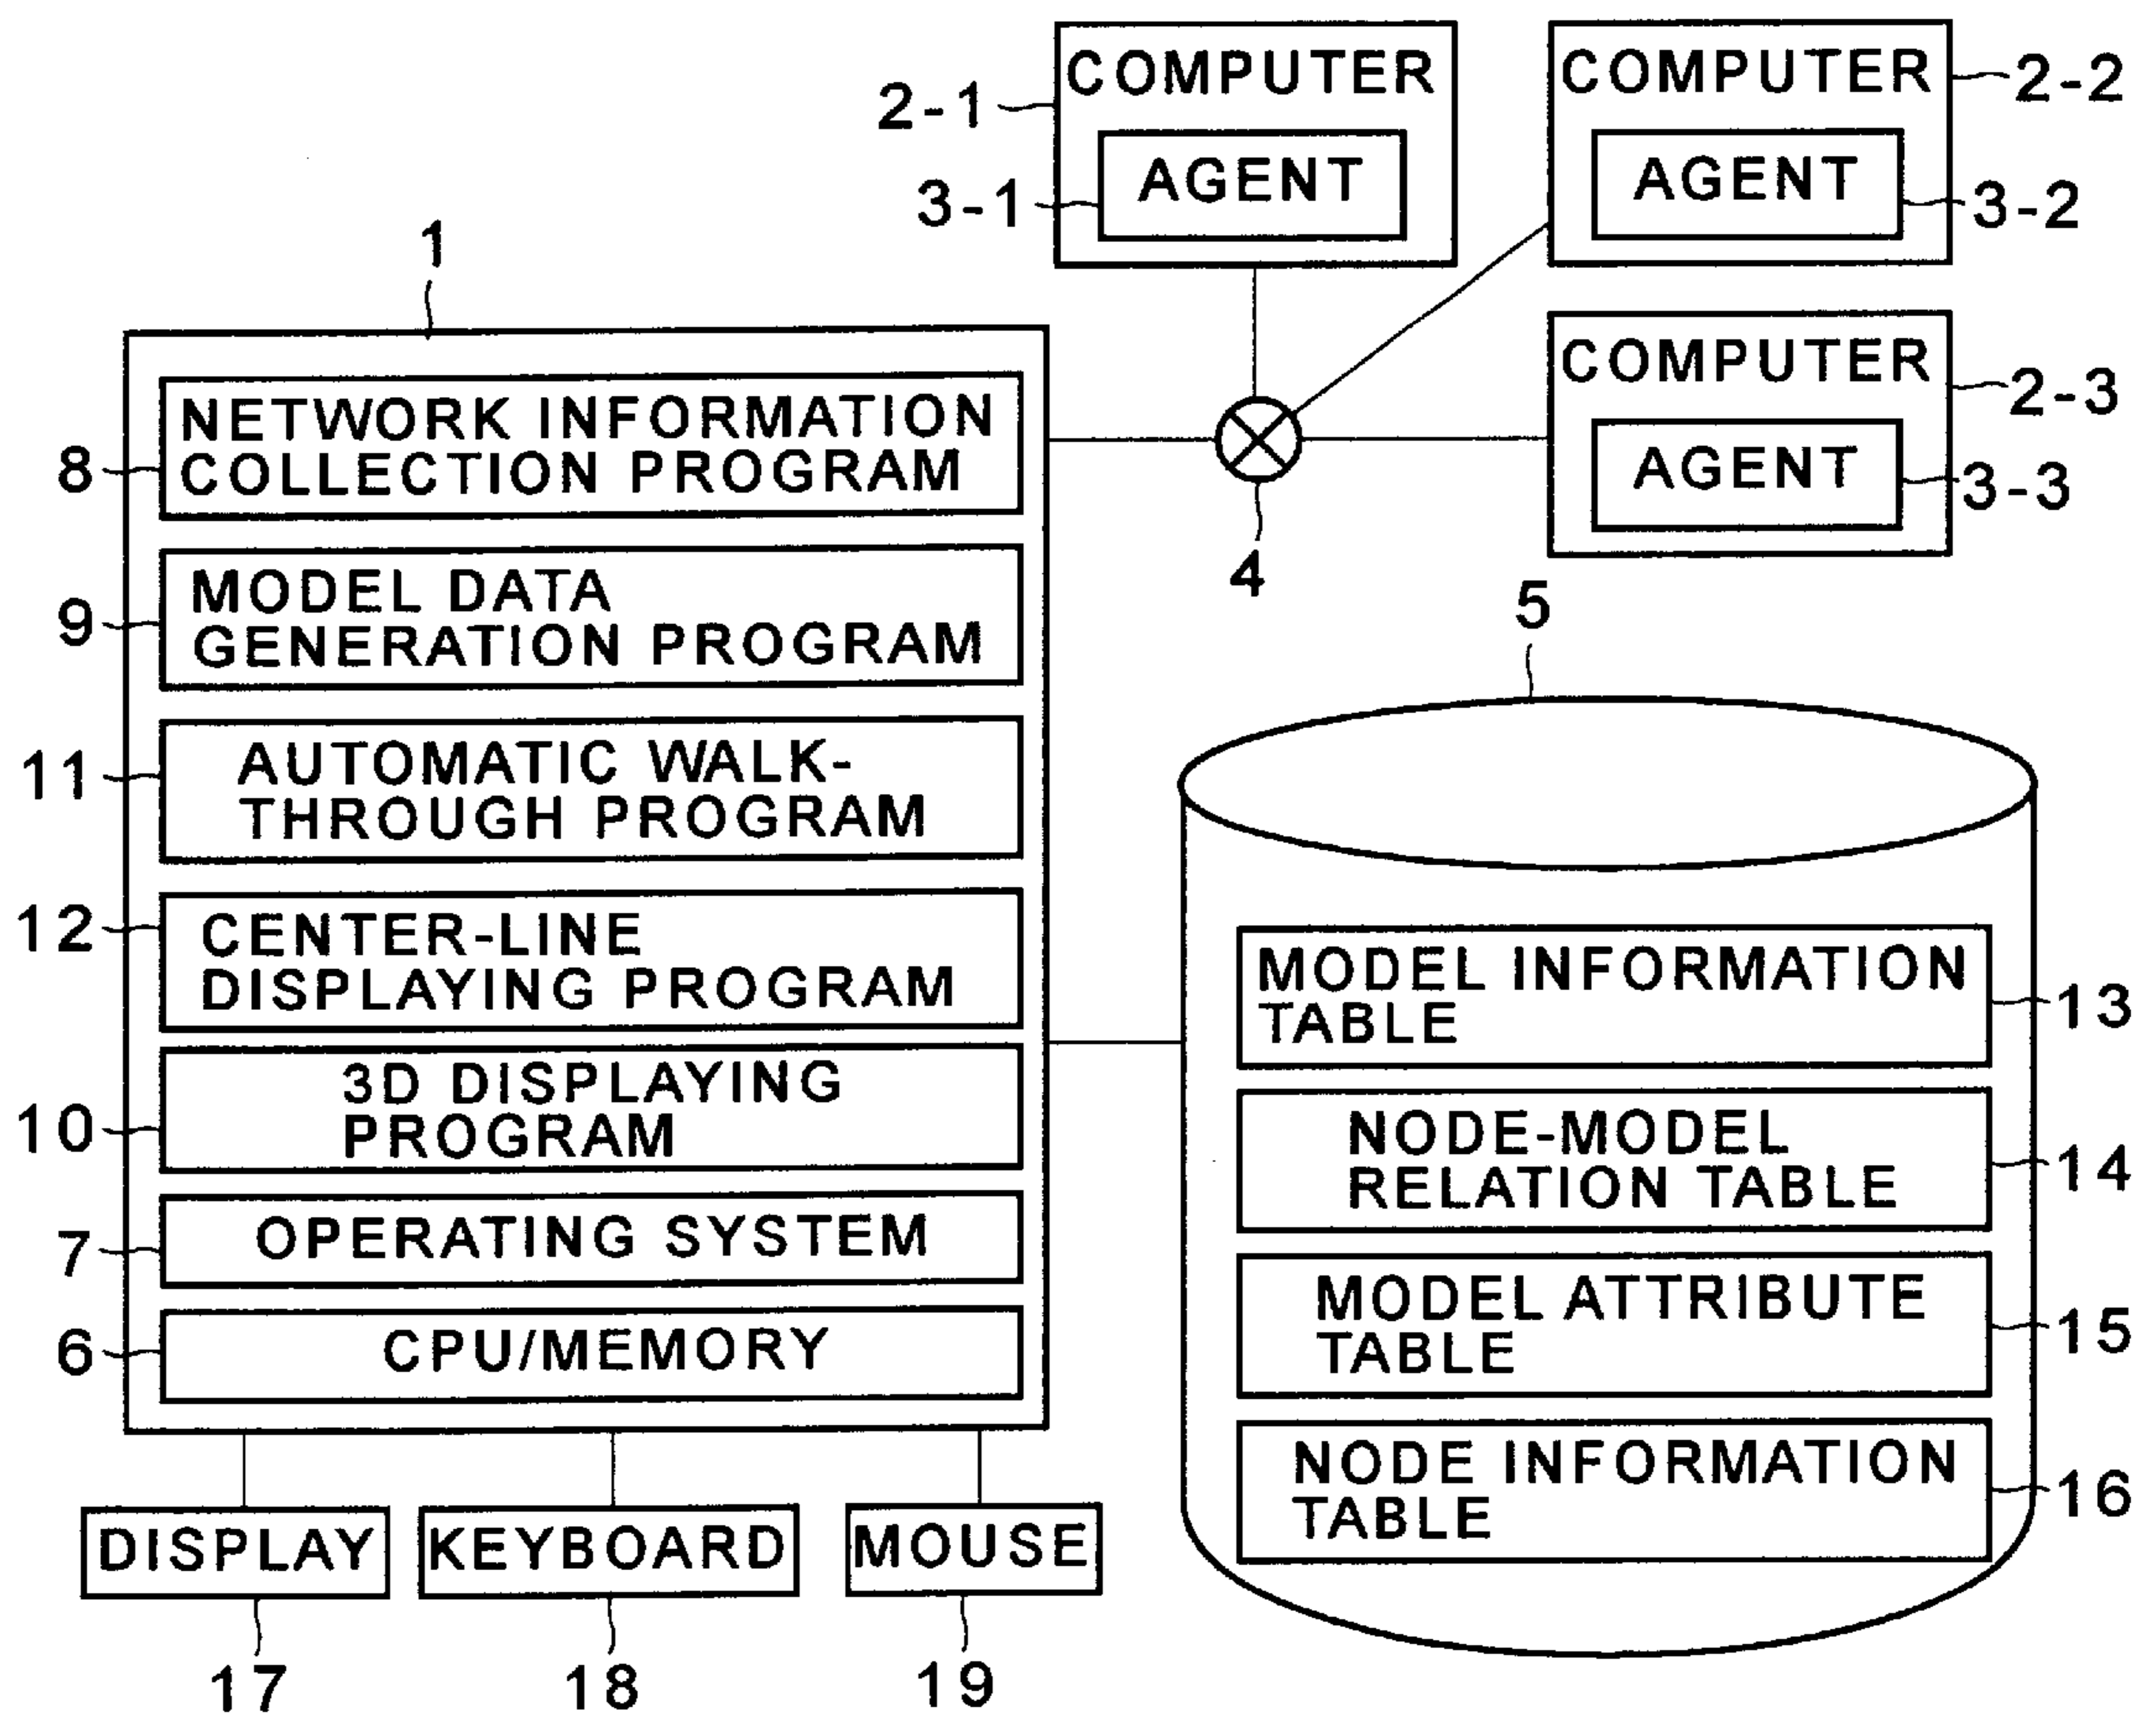 COMPUTER
2-1
AGENT
3-1
COMPUTER
2-2
AGENT
3-2
COMPUTER
2-3
AGENT
3-3
4
1
NETWORK INFORMATION
COLLECTION PROGRAM
8
MODEL DATA
GENERATION PROGRAM
9
AUTOMATIC WALK-
THROUGH PROGRAM
11
CENTER-LINE
DISPLAYING PROGRAM
12
3D DISPLAYING
PROGRAM
10
OPERATING SYSTEM
7
CPU/MEMORY
6
DISPLAY
17
KEYBOARD
18
MOUSE
19
5
MODEL INFORMATION
TABLE
13
NODE-MODEL
RELATION TABLE
14
MODEL ATTRIBUTE
TABLE
15
NODE INFORMATION
TABLE
16